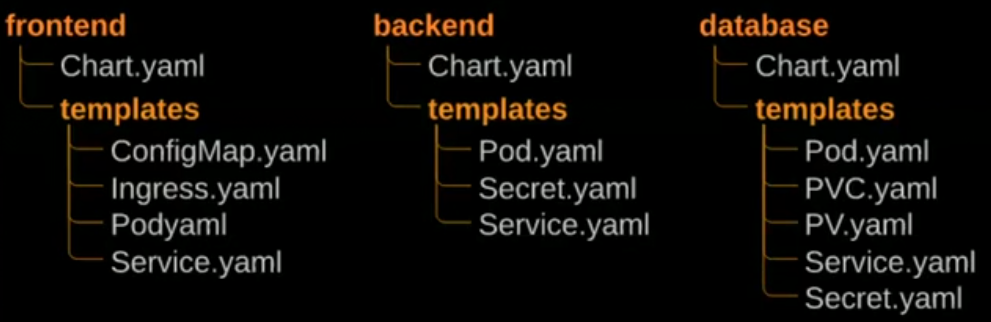 frontend
Chart.yaml
templates
ConfigMap.yaml
Ingress.yaml
Podyaml
Service.yaml
backend
Chart.yaml
templates
Pod.yaml
Secret.yaml
Service.yaml
database
Chart.yaml
templates
Pod.yaml
PVC.yaml
PV.yaml
Service.yaml
Secret.yaml